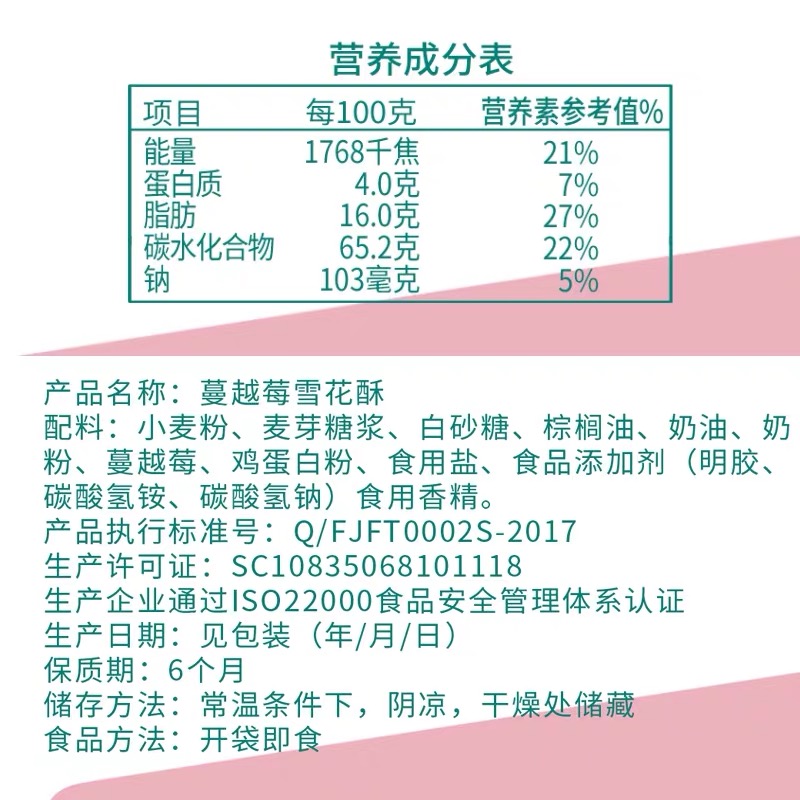 营养成分表
项目 每100克 营养素参考值%
能量 1768千焦 21%
蛋白质 4.0克 7%
脂肪 16.0克 27%
碳水化合物 65.2克 22%
钠 103毫克 5%
产品名称：蔓越莓雪花酥
配料：小麦粉、麦芽糖浆、白砂糖、棕榈油、奶油、奶
粉、蔓越莓、鸡蛋白粉、食用盐、食品添加剂（明胶、
碳酸氢铵、碳酸氢钠）食用香精。
产品执行标准号：Q/FJFT0002S-2017
生产许可证：SC10835068101118
生产企业通过ISO22000食品安全管理体系认证
生产日期：见包装（年/月/日）
保质期：6个月
储存方法：常温条件下，阴凉，干燥处储藏
食品方法：开袋即食